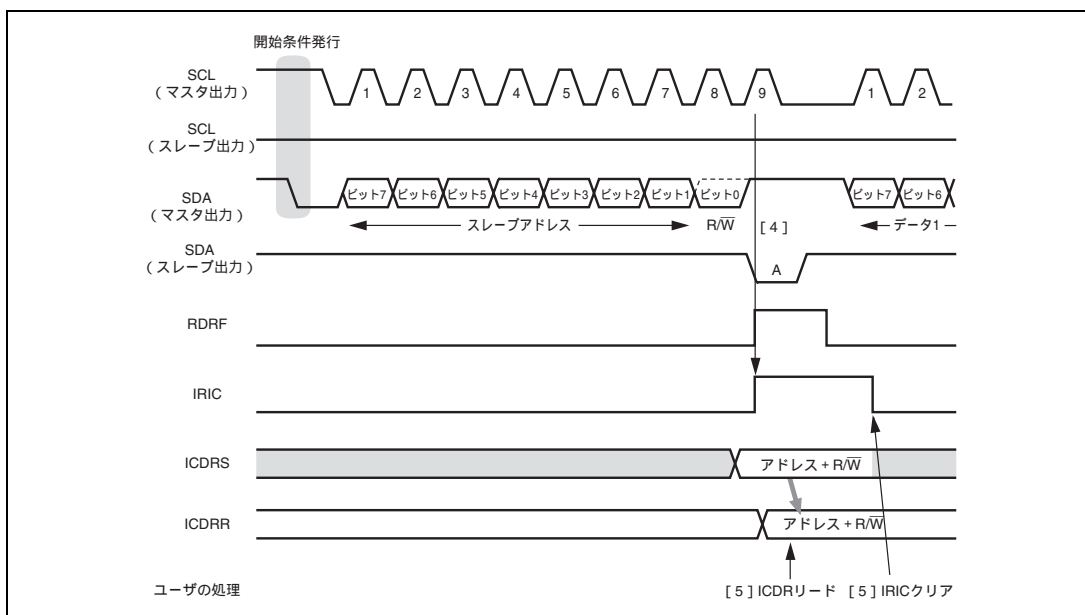 開始条件発行
SCL
（マスタ出力）
1 2 3 4 5 6 7 8 9 1 2
SCL
（スレーブ出力）
SDA
（マスタ出力）
ビット7 ビット6 ビット5 ビット4 ビット3 ビット2 ビット1 ビット0 ビット7 ビット6
スレーブアドレス R/W̅ [ 4 ] データ1
SDA
（スレーブ出力）
A
RDRF
IRIC
ICDRS
アドレス + R/W̅
ICDRR
アドレス + R/W̅
ユーザの処理
[ 5 ] ICDRリード [ 5 ] IRICクリア